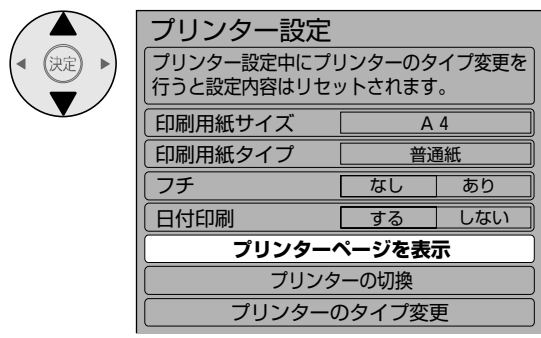 プリンター設定
決定
プリンター設定中にプリンターのタイプ変更を
行うと設定内容はリセットされます。
印刷用紙サイズ A 4
印刷用紙タイプ 普通紙
フチ なし あり
日付印刷 する しない
プリンターページを表示
プリンターの切換
プリンターのタイプ変更